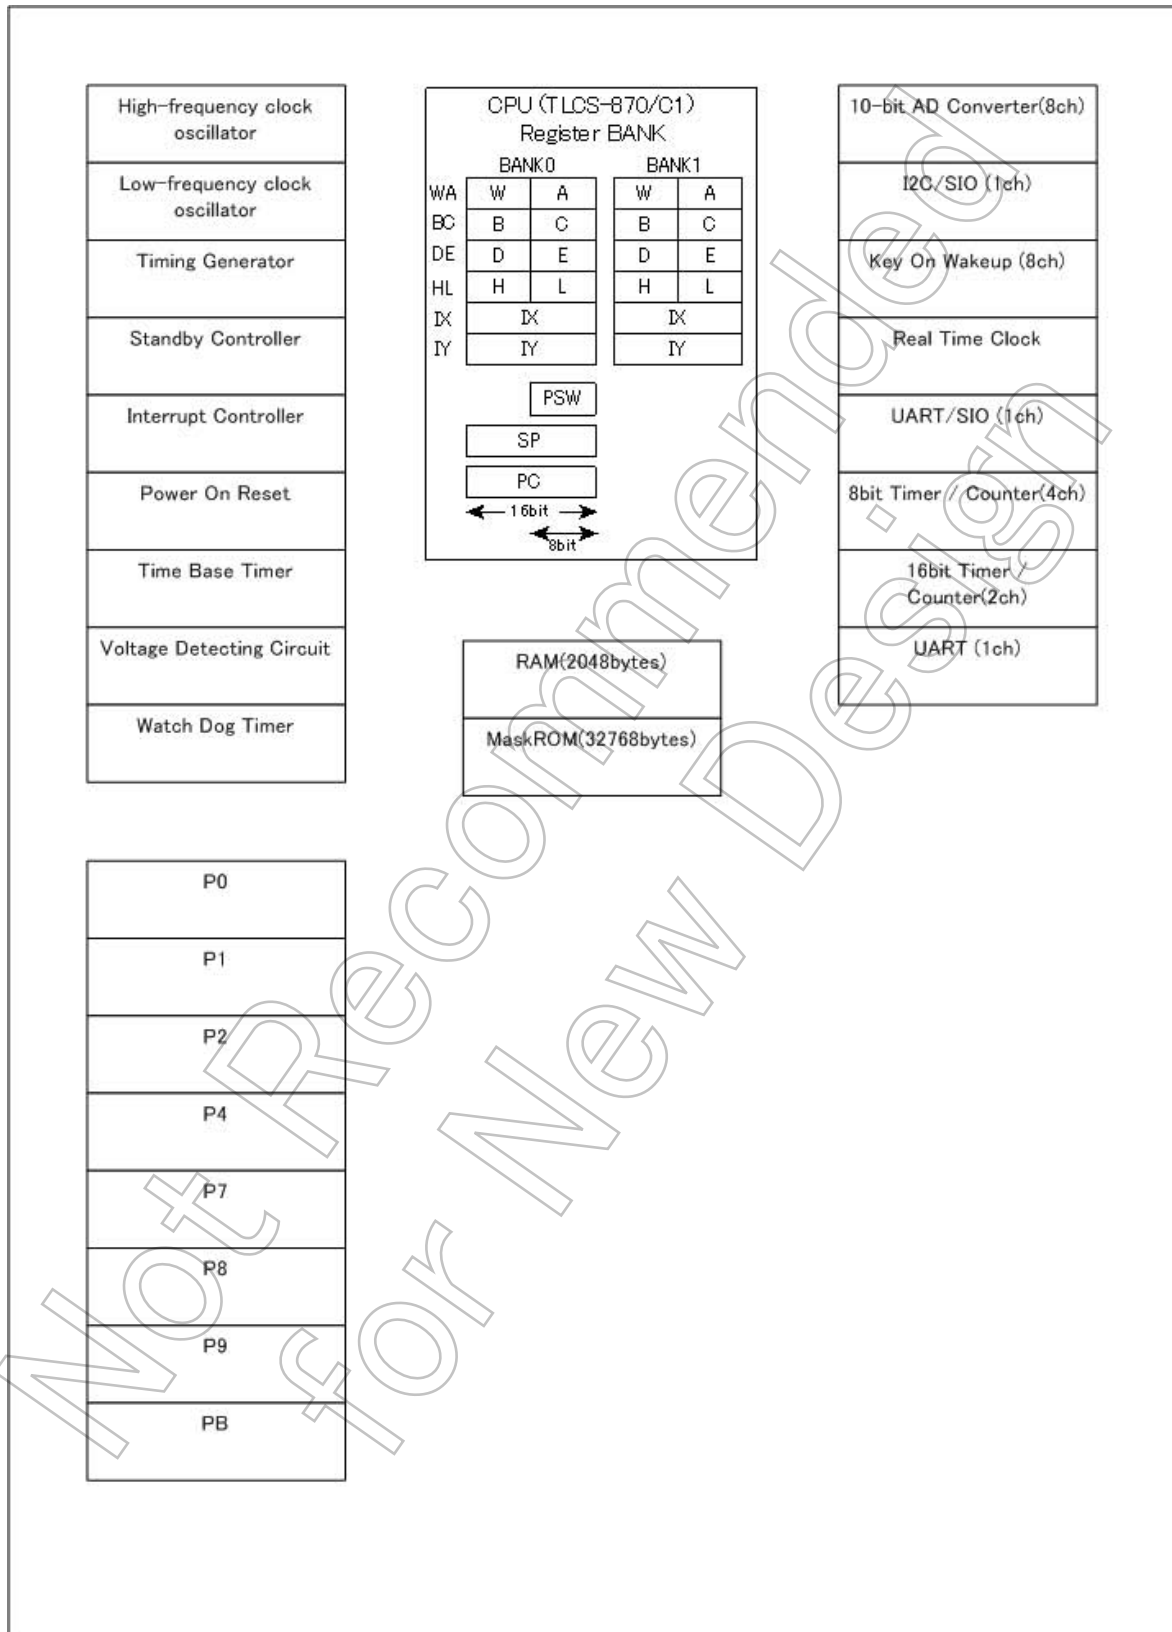 High-frequency clock
oscillator
Low-frequency clock
oscillator
Timing Generator
Standby Controller
Interrupt Controller
Power On Reset
Time Base Timer
Voltage Detecting Circuit
Watch Dog Timer
CPU (TLCS-870/C1)
Register BANK
BANK0 BANK1
WA W A W A
BC B C B C
DE D E D E
HL H L H L
IX IX IX
IY IY IY
PSW
SP
PC
16bit
8bit
RAM(2048bytes)
MaskROM(32768bytes)
10-bit AD Converter(8ch)
I2C/SIO (1ch)
Key On Wakeup (8ch)
Real Time Clock
UART/SIO (1ch)
8bit Timer / Counter(4ch)
16bit Timer /
Counter(2ch)
UART (1ch)
P0
P1
P2
P4
P7
P8
P9
PB
Not Recommended
for New Design